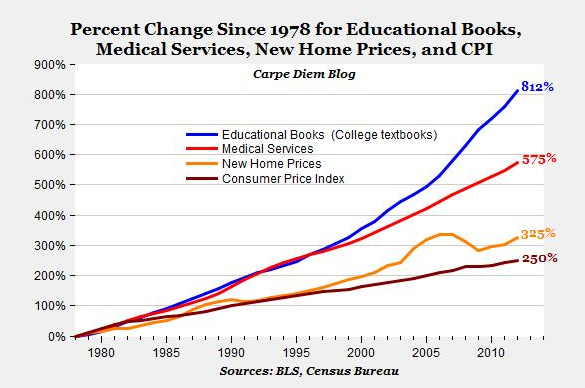 Percent Change Since 1978 for Educational Books,
Medical Services, New Home Prices, and CPI
900%
Carpe Diem Blog
812%
800%
700%
Educational Books (College textbooks)
Medical Services
New Home Prices
Consumer Price Index
600%
575%
500%
400%
325%
300%
250%
200%
100%
0%
1980 1985 1990 1995 2000 2005 2010
Sources: BLS, Census Bureau